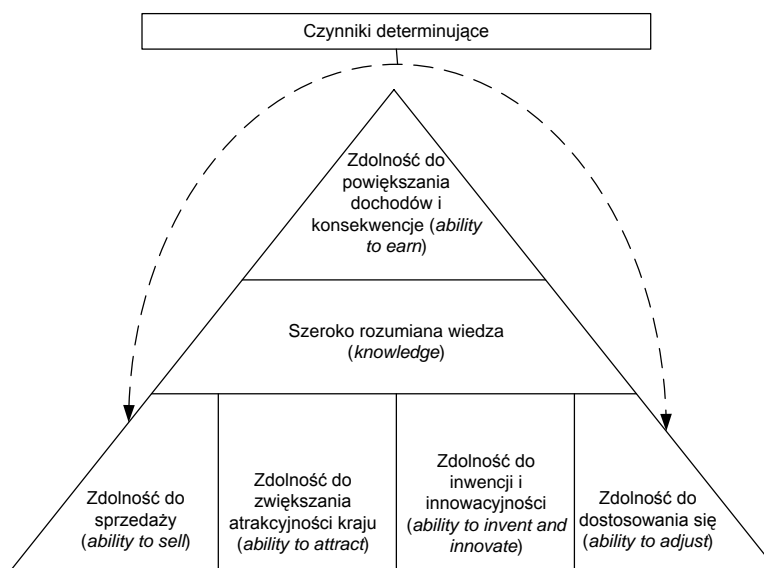 Czynniki determinujące
Zdolność do
powiększania
dochodów i
konsekwencje (ability
to earn)
Szeroko rozumiana wiedza
(knowledge)
Zdolność do
sprzedaży
(ability to sell)
Zdolność do
zwiększania
atrakcyjności kraju
(ability to attract)
Zdolność do
inwencji i
innowacyjności
(ability to invent and
innovate)
Zdolność do
dostosowania się
(ability to adjust)